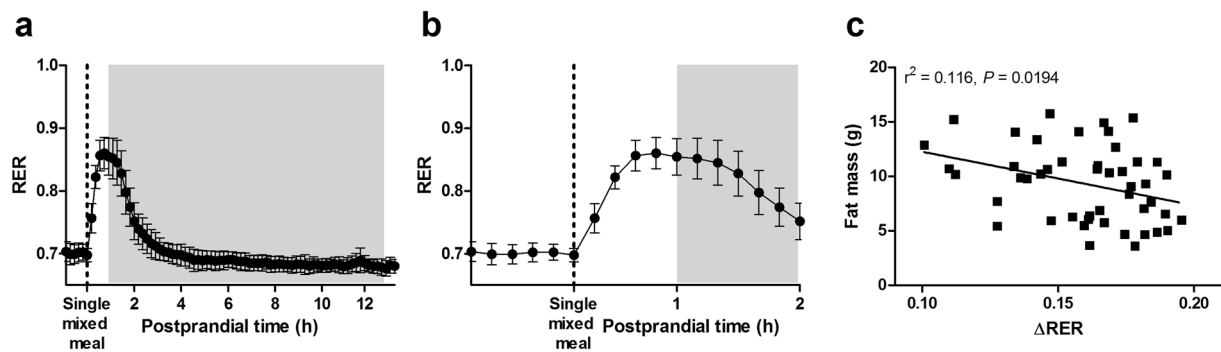 a
1.0
0.9
0.8
0.7
RER
Single
mixed
meal
2
4
6
8
10
12
Postprandial time (h)
b
1.0
0.9
0.8
0.7
RER
Single
mixed
meal
1
2
Postprandial time (h)
c
r² = 0.116, P = 0.0194
20
15
10
5
0
Fat mass (g)
0.10
0.15
0.20
ΔRER